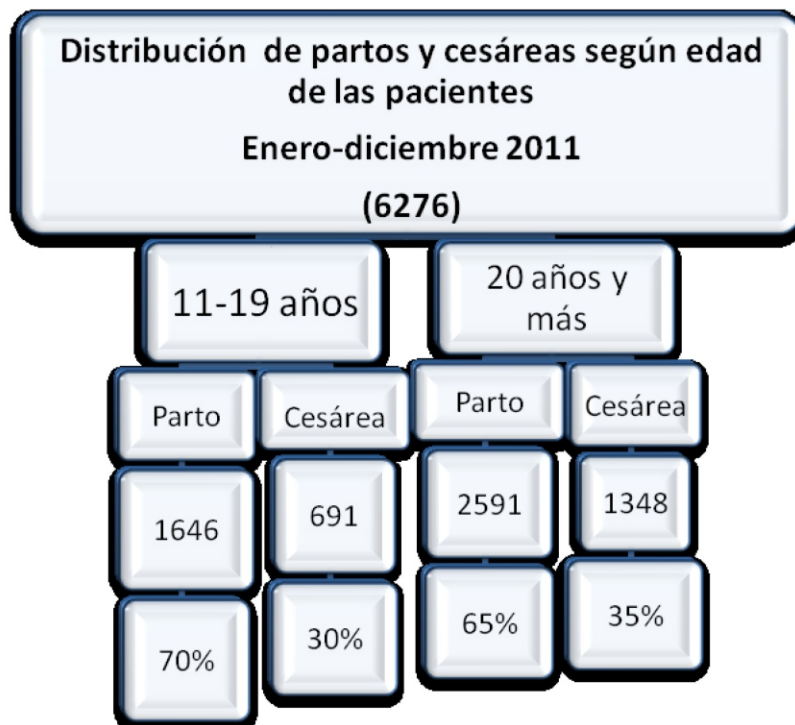 Distribución de partos y cesáreas según edad
de las pacientes
Enero-diciembre 2011
(6276)
11-19 años
20 años y
más
Parto
Cesárea
Parto
Cesárea
1646
691
2591
1348
70%
30%
65%
35%